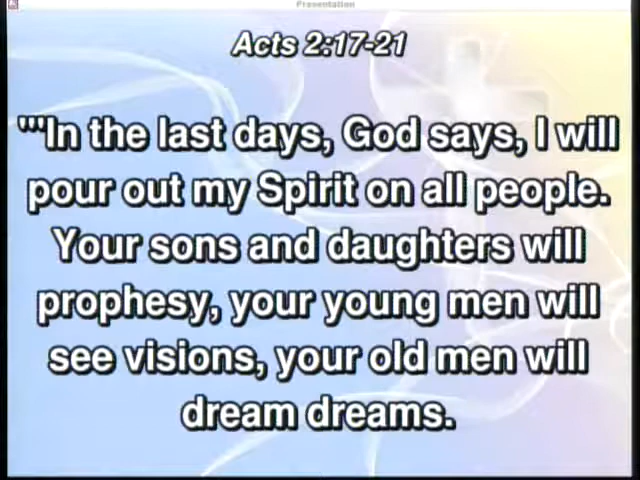 Presentation
Acts 2:17-21
"'In the last days, God says, I will
pour out my Spirit on all people.
Your sons and daughters will
prophesy, your young men will
see visions, your old men will
dream dreams.